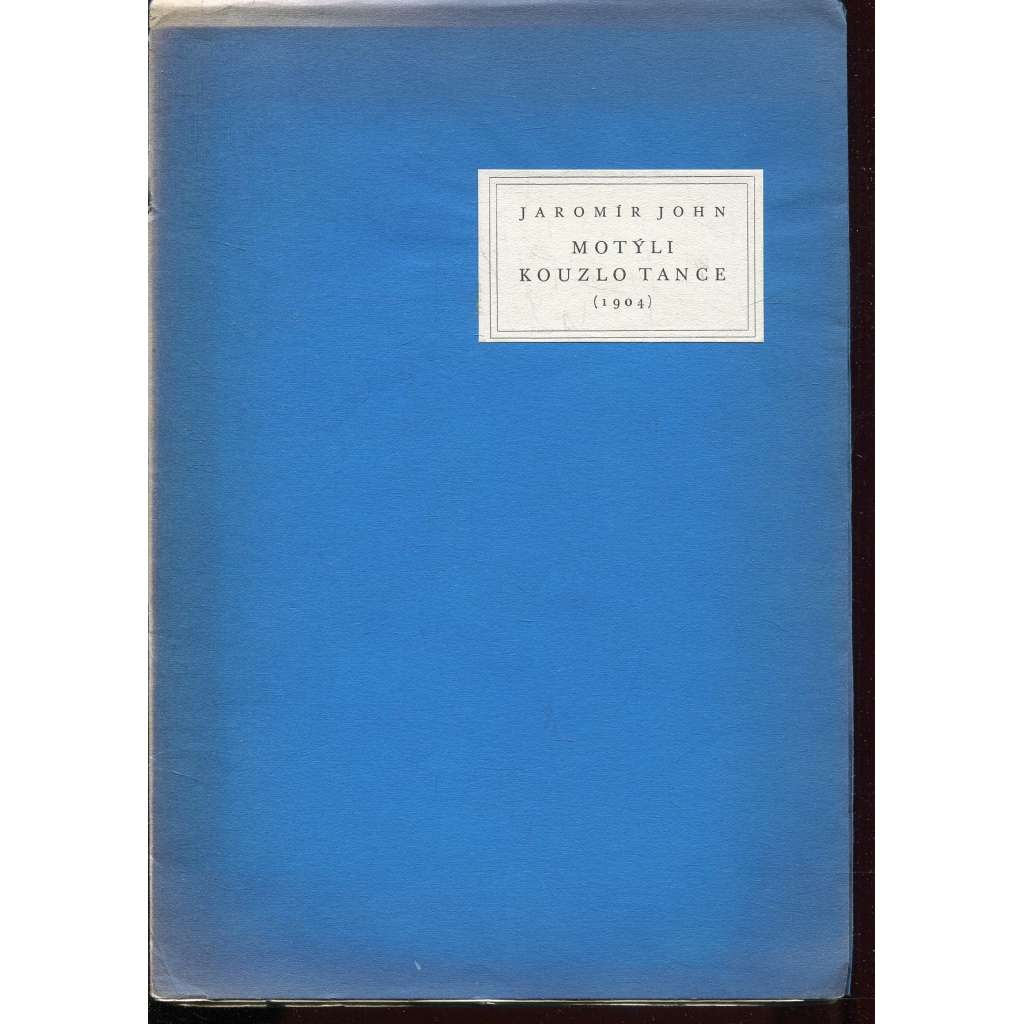 JAROMÍR JOHN
MOTÝLI
KOUZLO TANCE
(1904)